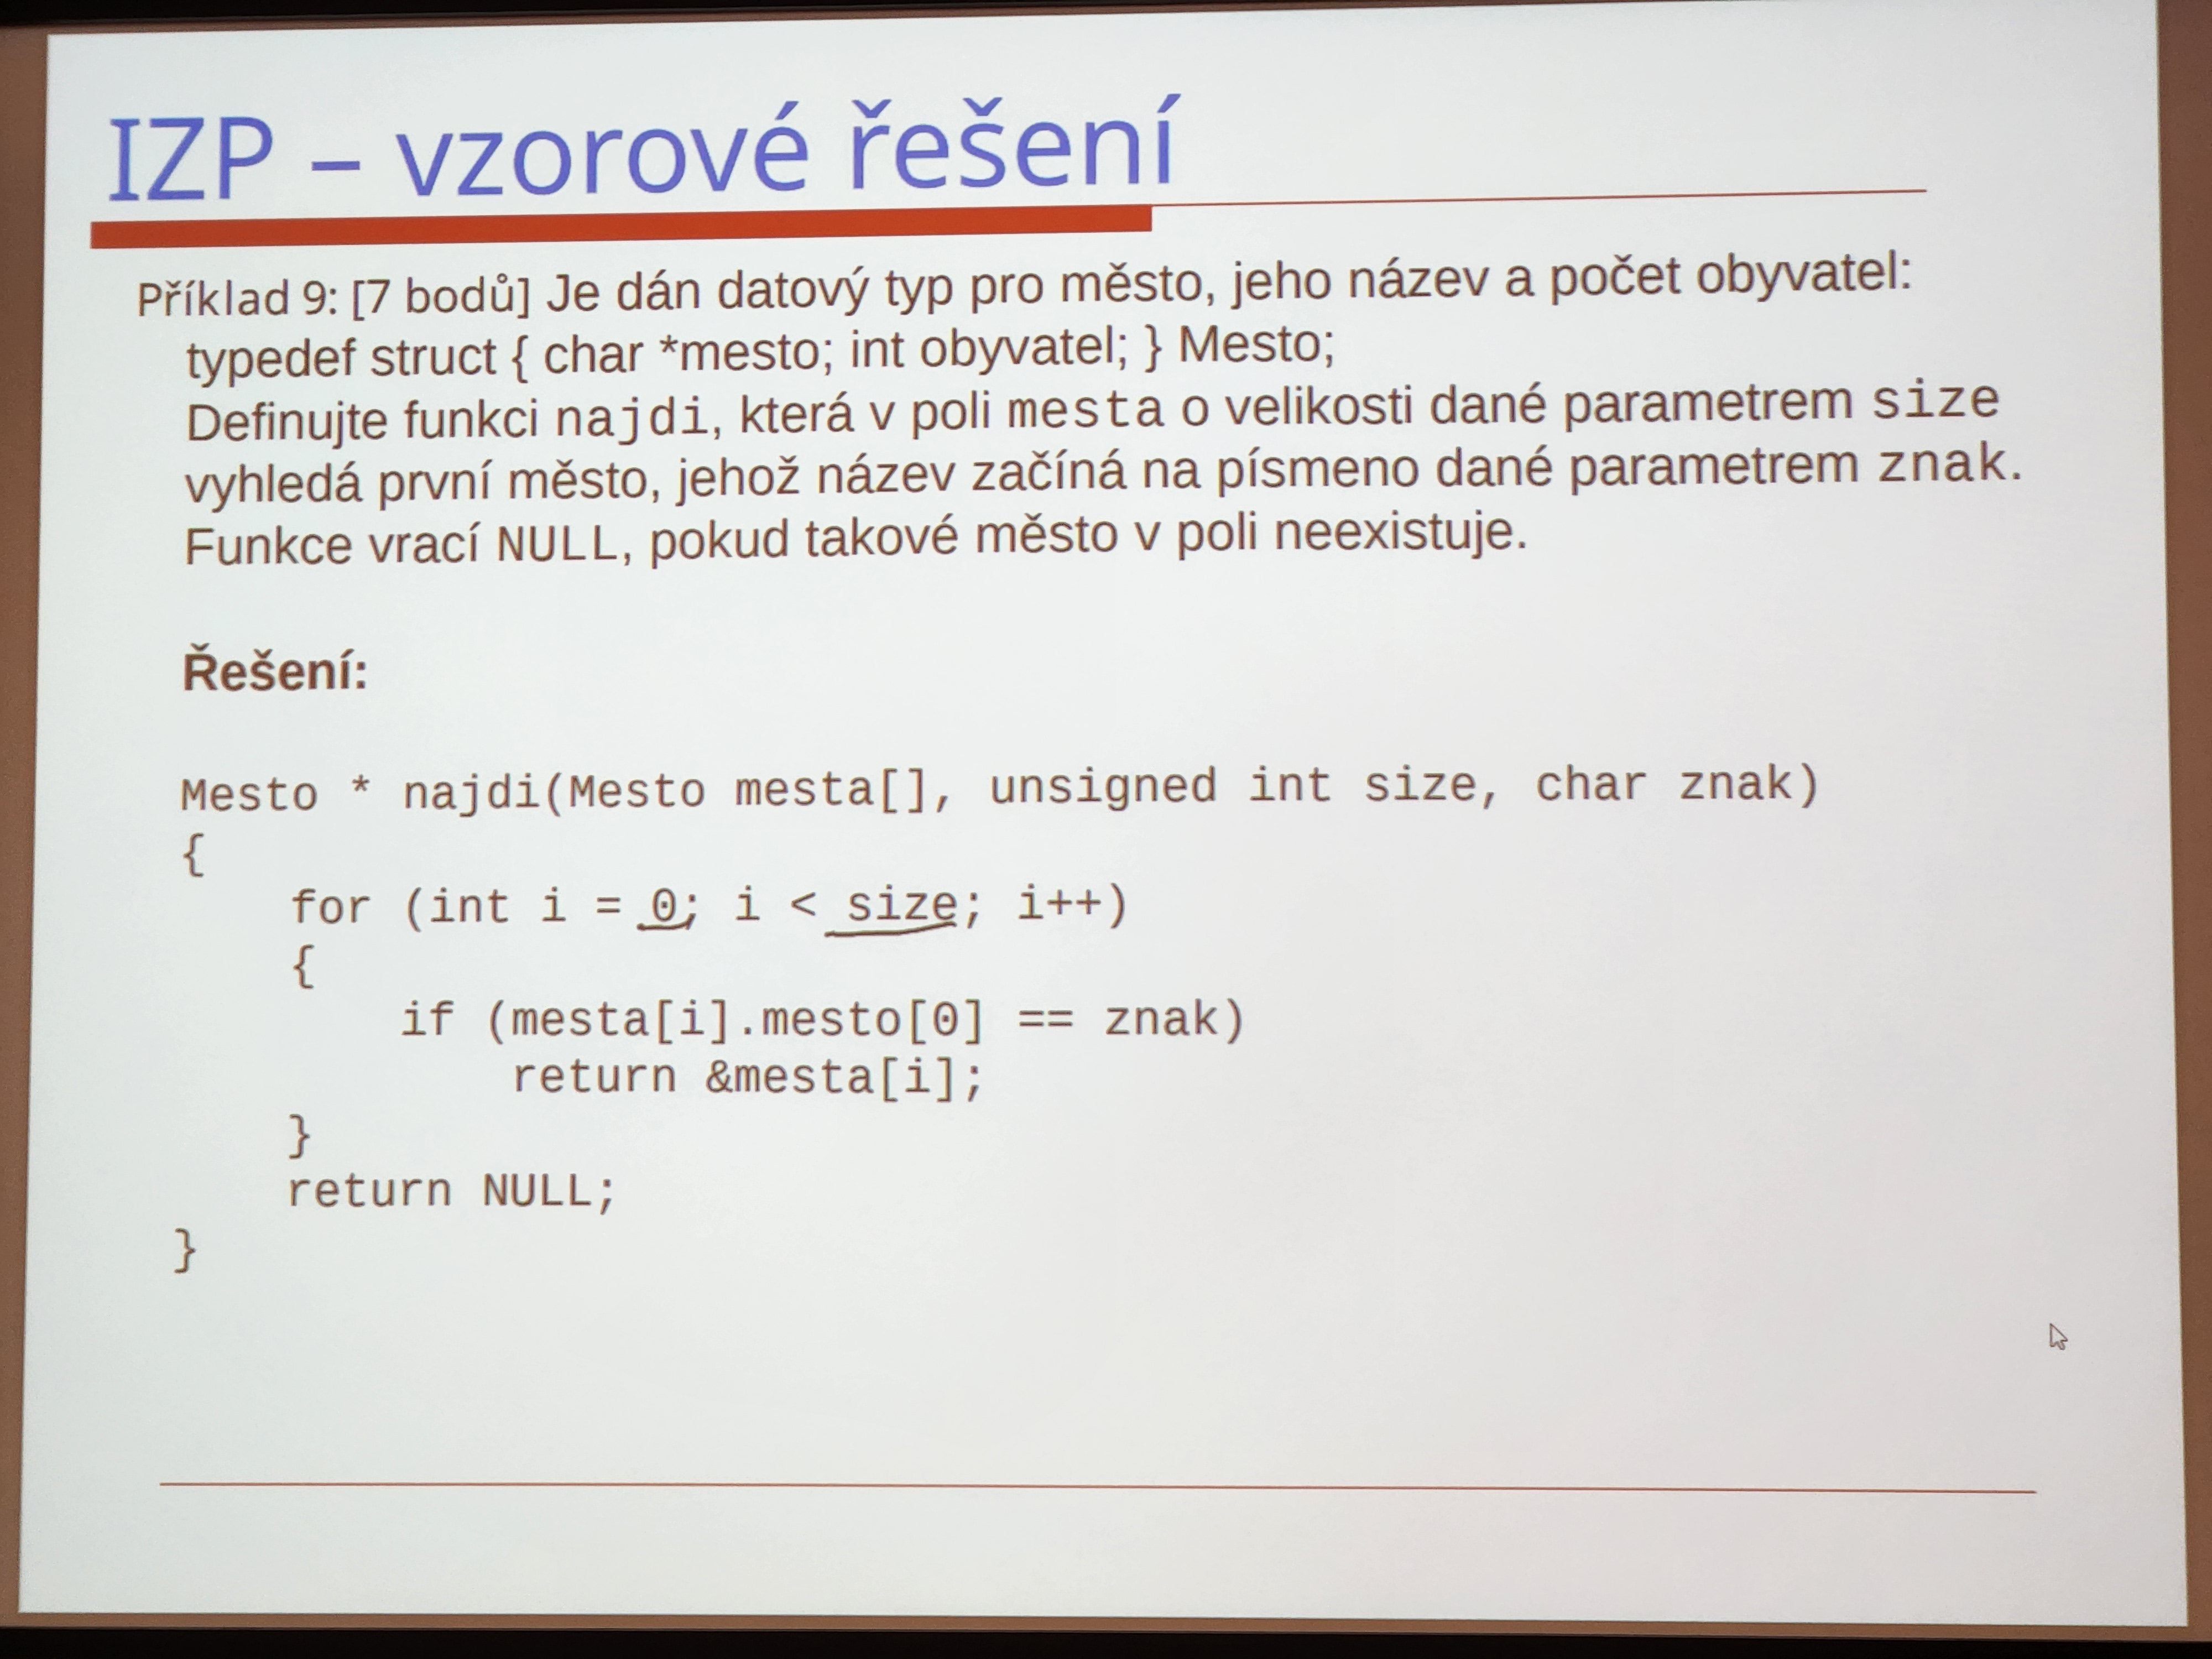 IZP – vzorové řešení
Příklad 9: [7 bodů] Je dán datový typ pro město, jeho název a počet obyvatel:
typedef struct { char *mesto; int obyvatel; } Mesto;
Definujte funkci najdi, která v poli mesta o velikosti dané parametrem size
vyhledá první město, jehož název začíná na písmeno dané parametrem znak.
Funkce vrací NULL, pokud takové město v poli neexistuje.
Řešení:
Mesto * najdi(Mesto mesta[], unsigned int size, char znak)
{
for (int i = 0; i < size; i++)
{
if (mesta[i].mesto[0] == znak)
return &mesta[i];
}
return NULL;
}